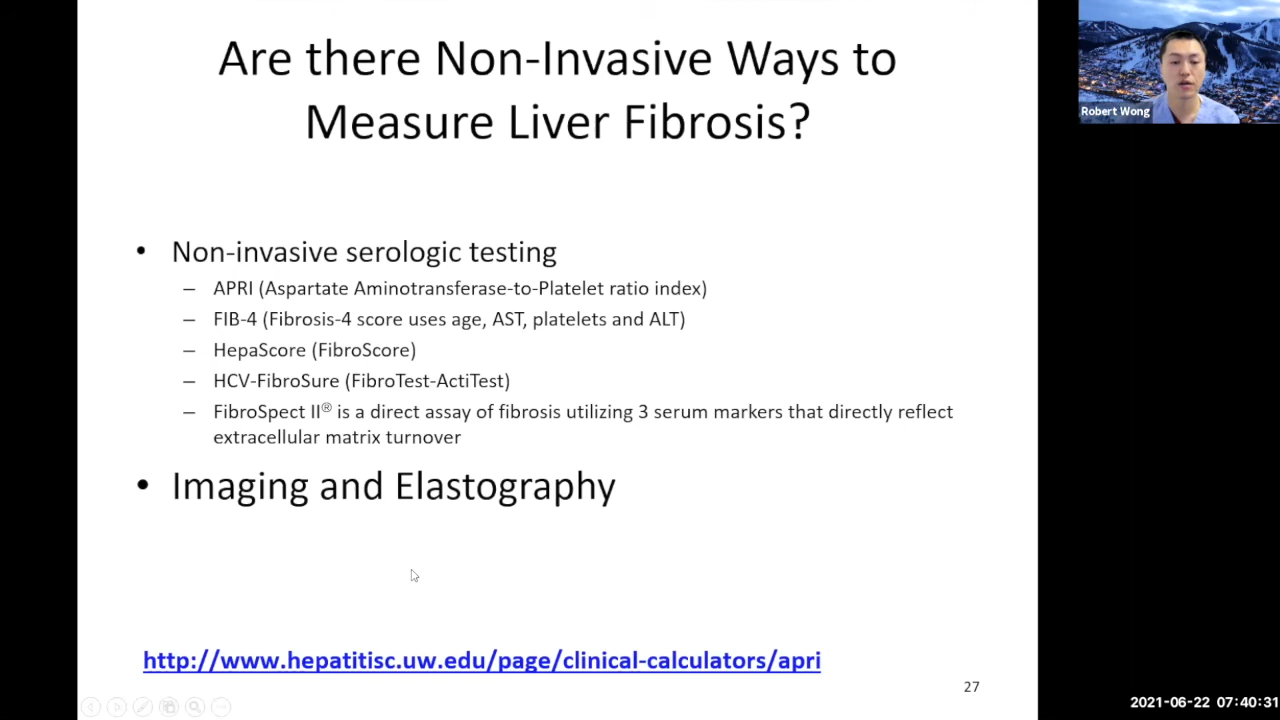 Are there Non-Invasive Ways to
Measure Liver Fibrosis?
Robert Wong
• Non-invasive serologic testing
– APRI (Aspartate Aminotransferase-to-Platelet ratio index)
– FIB-4 (Fibrosis-4 score uses age, AST, platelets and ALT)
– HepaScore (FibroScore)
– HCV-FibroSure (FibroTest-ActiTest)
– FibroSpect II® is a direct assay of fibrosis utilizing 3 serum markers that directly reflect
extracellular matrix turnover
• Imaging and Elastography
http://www.hepatitisc.uw.edu/page/clinical-calculators/apri
27
2021-06-22 07:40:31